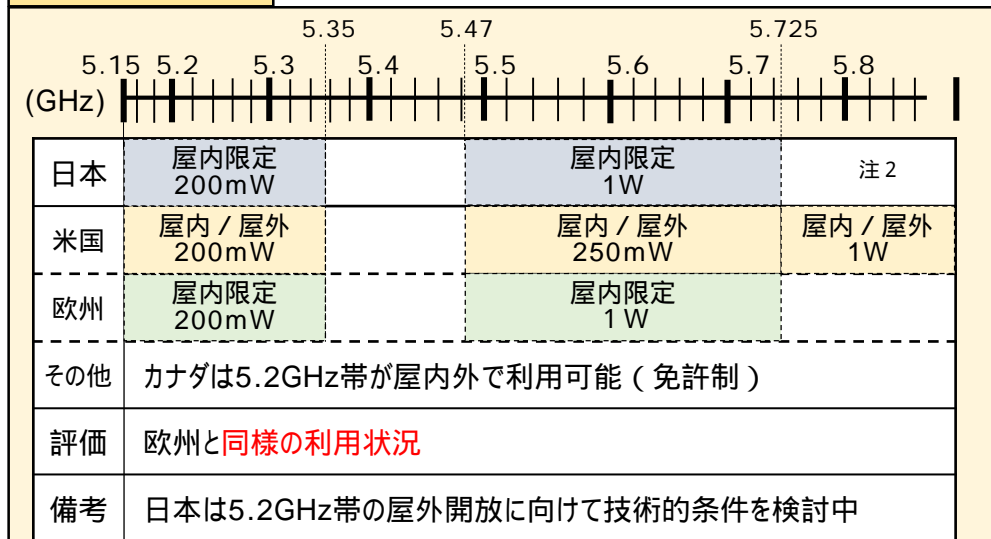 5.35 5.47 5.725
5.15 5.2 5.3 5.4 5.5 5.6 5.7 5.8
(GHz)
日本 屋内限定 200mW 屋内限定 1W 注2
米国 屋内/屋外 200mW 屋内/屋外 250mW 屋内/屋外 1W
欧州 屋内限定 200mW 屋内限定 1W
その他 カナダは5.2GHz帯が屋内外で利用可能(免許制)
評価 欧州と同様の利用状況
備考 日本は5.2GHz帯の屋外開放に向けて技術的条件を検討中